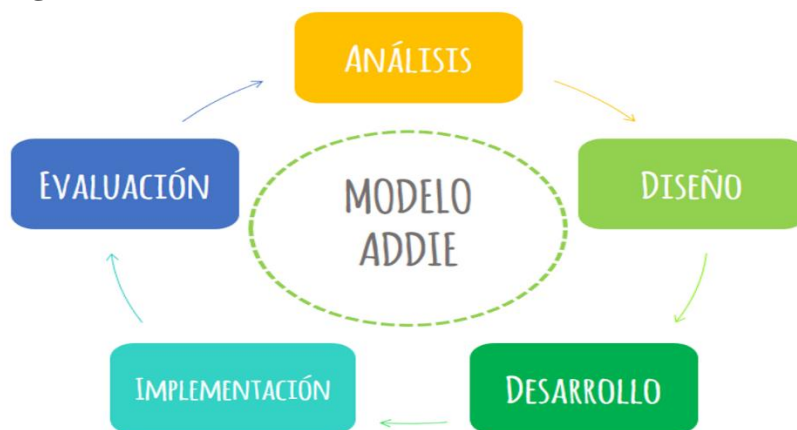 ANÁLISIS
EVALUACIÓN
MODELO
ADDIE
DISEÑO
IMPLEMENTACIÓN
DESARROLLO